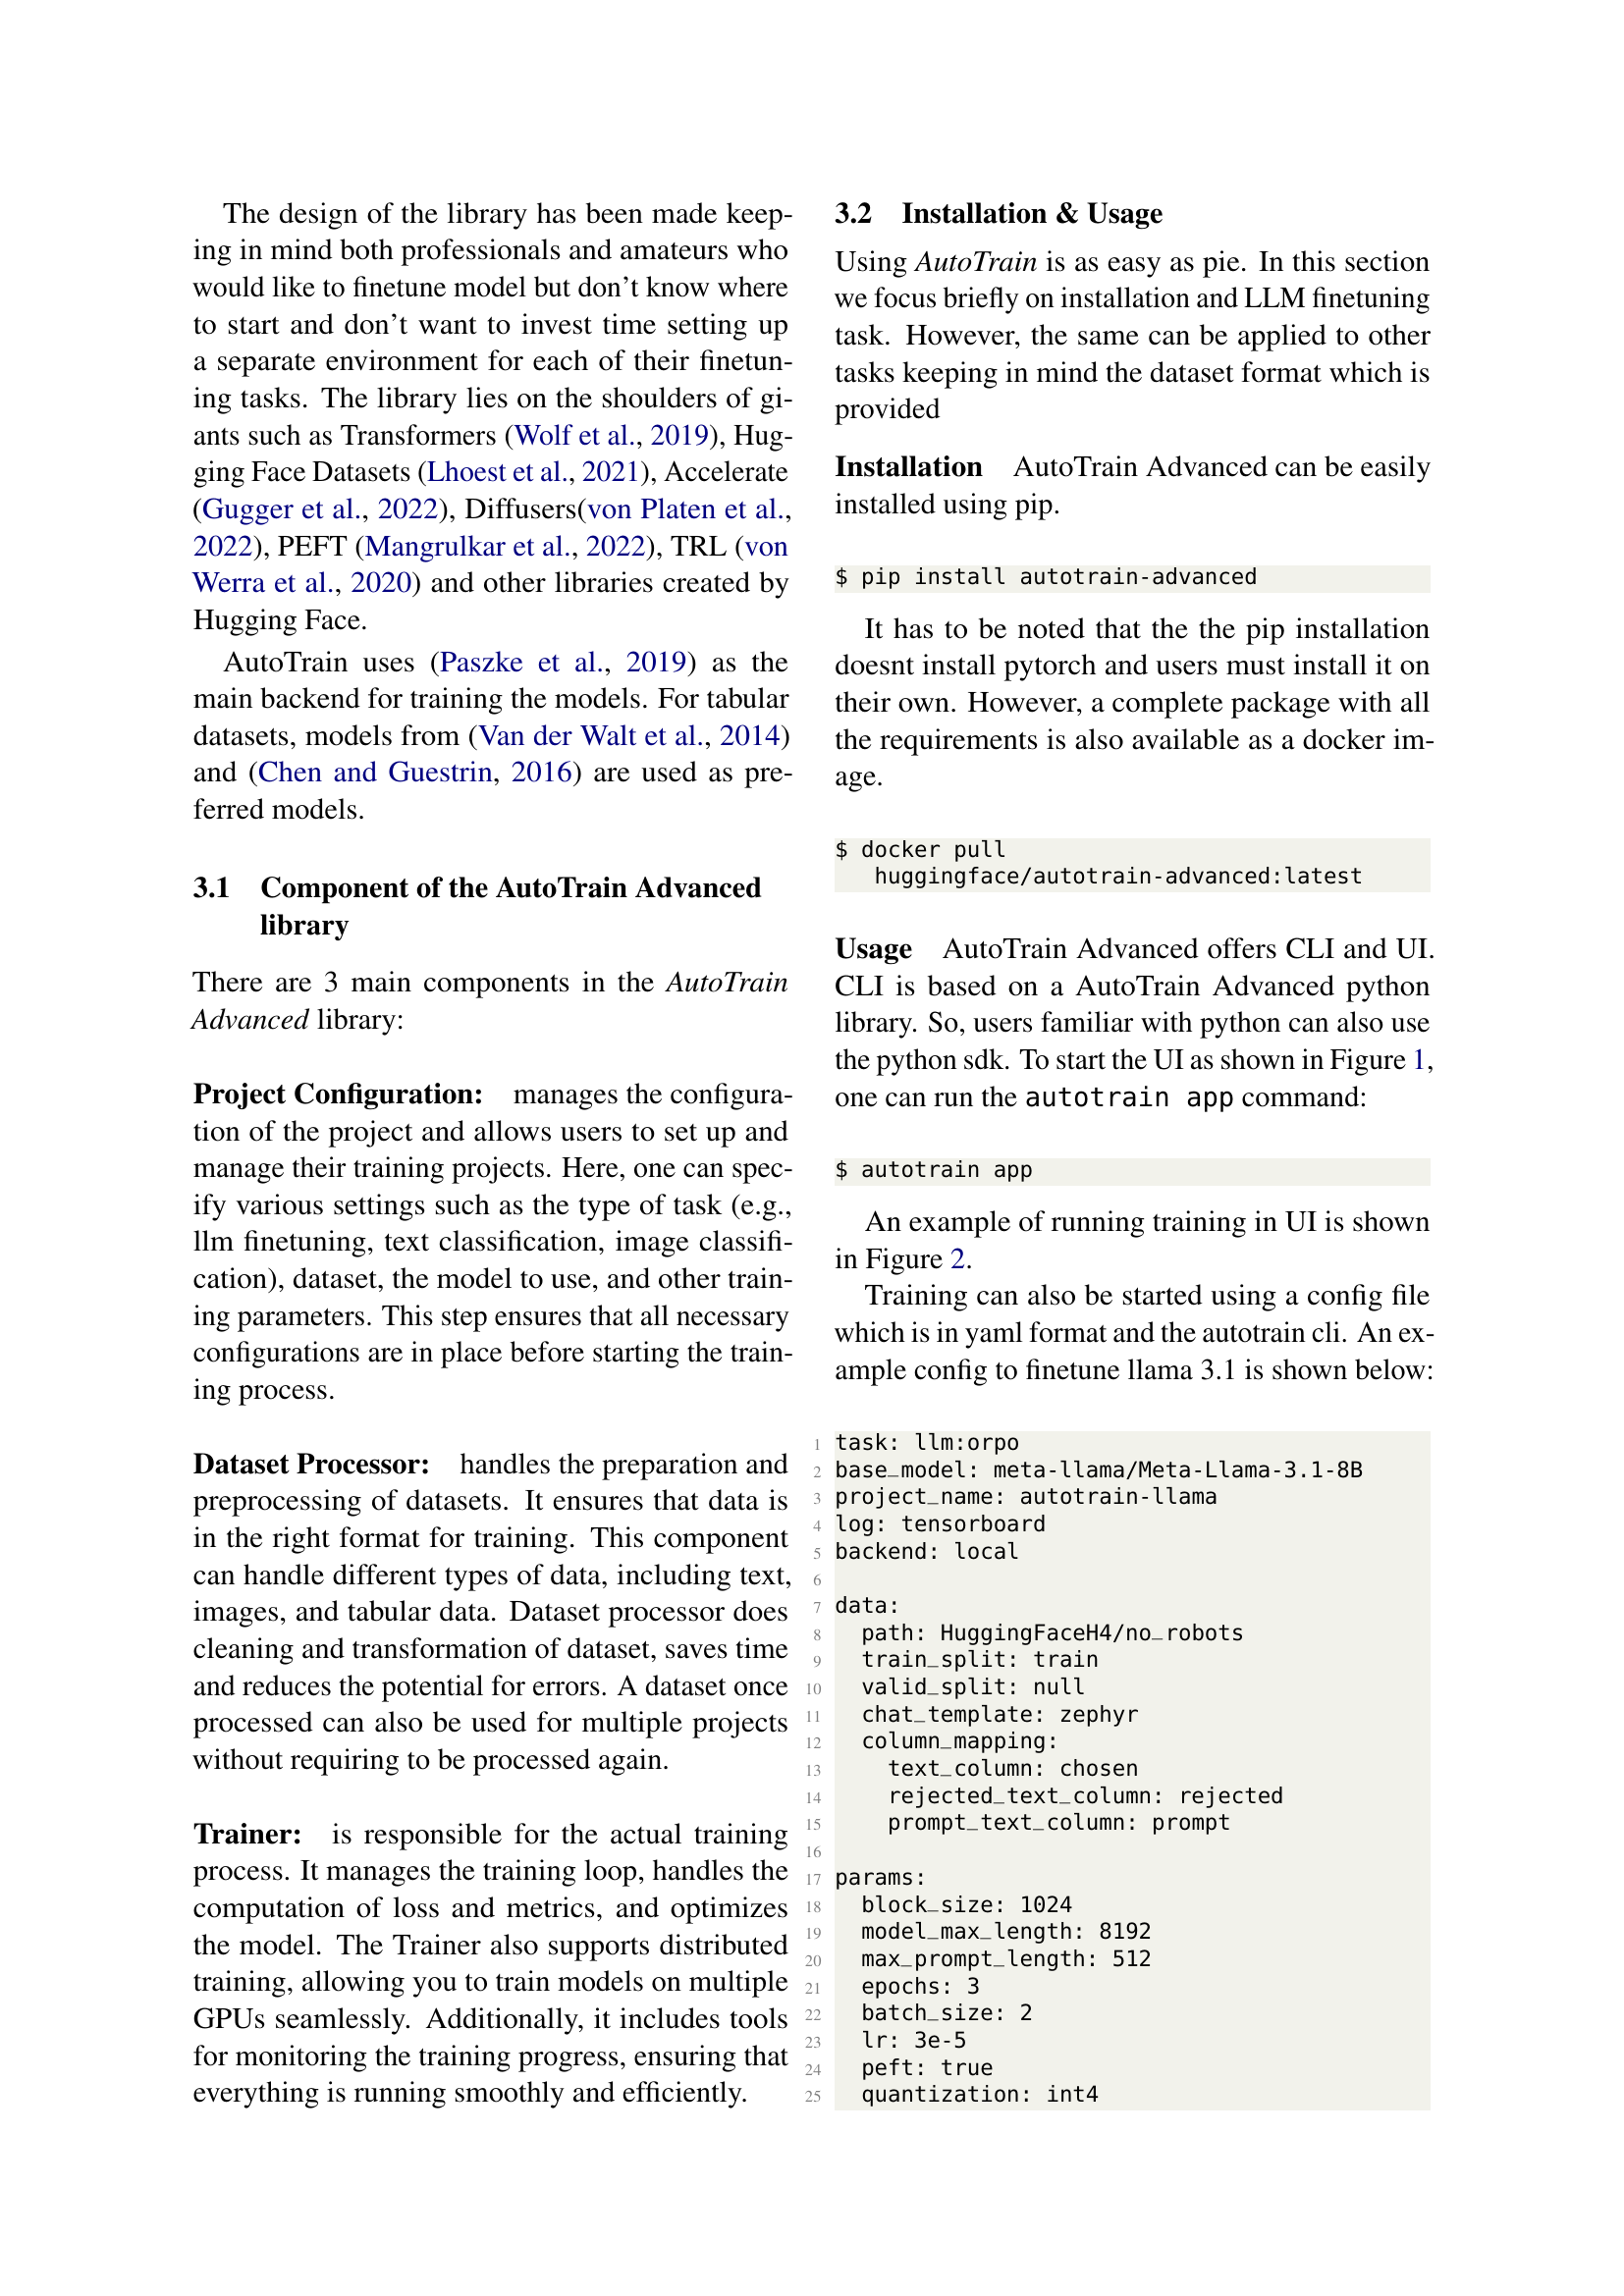 The design of the library has been made keep-
ing in mind both professionals and amateurs who
would like to finetune model but don't know where
to start and don't want to invest time setting up
a separate environment for each of their finetun-
ing tasks. The library lies on the shoulders of gi-
ants such as Transformers (Wolf et al., 2019), Hug-
ging Face Datasets (Lhoest et al., 2021), Accelerate
(Gugger et al., 2022), Diffusers(von Platen et al.,
2022), PEFT (Mangrulkar et al., 2022), TRL (von
Werra et al., 2020) and other libraries created by
Hugging Face.
AutoTrain uses (Paszke et al., 2019) as the
main backend for training the models. For tabular
datasets, models from (Van der Walt et al., 2014)
and (Chen and Guestrin, 2016) are used as pre-
ferred models.
3.1 Component of the AutoTrain Advanced
library
There are 3 main components in the AutoTrain
Advanced library:
Project Configuration: manages the configura-
tion of the project and allows users to set up and
manage their training projects. Here, one can spec-
ify various settings such as the type of task (e.g.,
llm finetuning, text classification, image classifi-
cation), dataset, the model to use, and other train-
ing parameters. This step ensures that all necessary
configurations are in place before starting the train-
ing process.
Dataset Processor: handles the preparation and
preprocessing of datasets. It ensures that data is
in the right format for training. This component
can handle different types of data, including text,
images, and tabular data. Dataset processor does
cleaning and transformation of dataset, saves time
and reduces the potential for errors. A dataset once
processed can also be used for multiple projects
without requiring to be processed again.
Trainer: is responsible for the actual training
process. It manages the training loop, handles the
computation of loss and metrics, and optimizes
the model. The Trainer also supports distributed
training, allowing you to train models on multiple
GPUs seamlessly. Additionally, it includes tools
for monitoring the training progress, ensuring that
everything is running smoothly and efficiently.
3.2 Installation & Usage
Using AutoTrain is as easy as pie. In this section
we focus briefly on installation and LLM finetuning
task. However, the same can be applied to other
tasks keeping in mind the dataset format which is
provided
Installation AutoTrain Advanced can be easily
installed using pip.
$ pip install autotrain-advanced
It has to be noted that the the pip installation
doesnt install pytorch and users must install it on
their own. However, a complete package with all
the requirements is also available as a docker im-
age.
$ docker pull
huggingface/autotrain-advanced:latest
Usage AutoTrain Advanced offers CLI and UI.
CLI is based on a AutoTrain Advanced python
library. So, users familiar with python can also use
the python sdk. To start the UI as shown in Figure 1,
one can run the autotrain app command:
$ autotrain app
An example of running training in UI is shown
in Figure 2.
Training can also be started using a config file
which is in yaml format and the autotrain cli. An ex-
ample config to finetune llama 3.1 is shown below:
1 task: llm:orpo
2 base_model: meta-llama/Meta-Llama-3.1-8B
3 project_name: autotrain-llama
4 log: tensorboard
5 backend: local
6
7 data:
8 path: HuggingFaceH4/no_robots
9 train_split: train
10 valid_split: null
11 chat_template: zephyr
12 column_mapping:
13 text_column: chosen
14 rejected_text_column: rejected
15 prompt_text_column: prompt
16
17 params:
18 block_size: 1024
19 model_max_length: 8192
20 max_prompt_length: 512
21 epochs: 3
22 batch_size: 2
23 lr: 3e-5
24 peft: true
25 quantization: int4